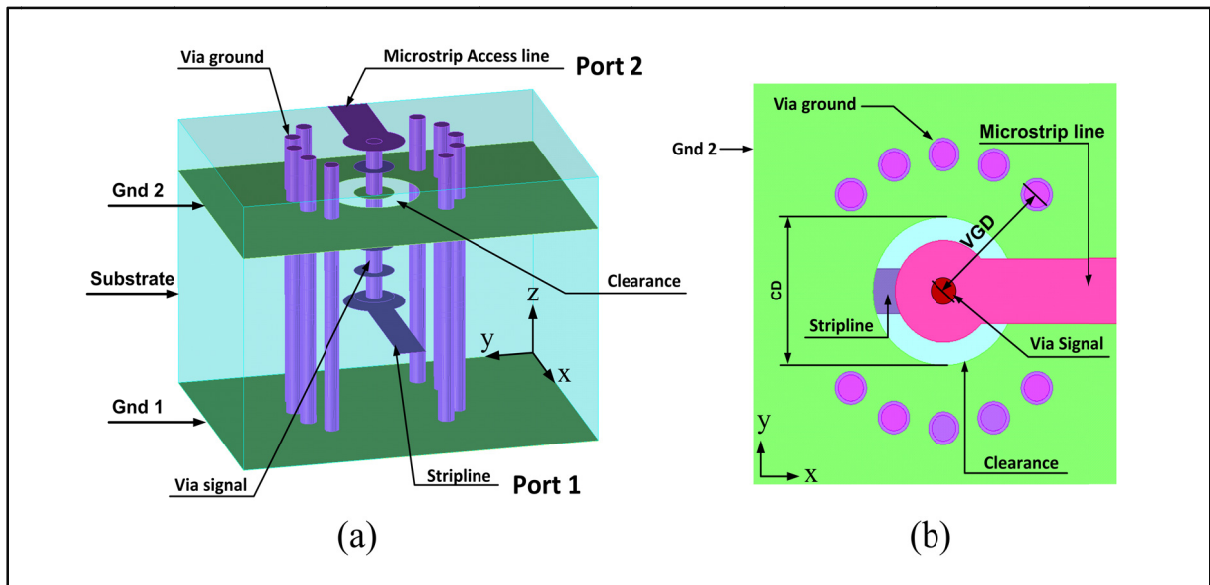 Via ground
Microstrip Access line
Port 2
Gnd 2
Substrate
Clearance
z
y
x
Gnd 1
Stripline
Via signal
Port 1
(a)
Via ground
Microstrip line
Gnd 2
VGD
CD
Stripline
Via Signal
y
x
Clearance
(b)